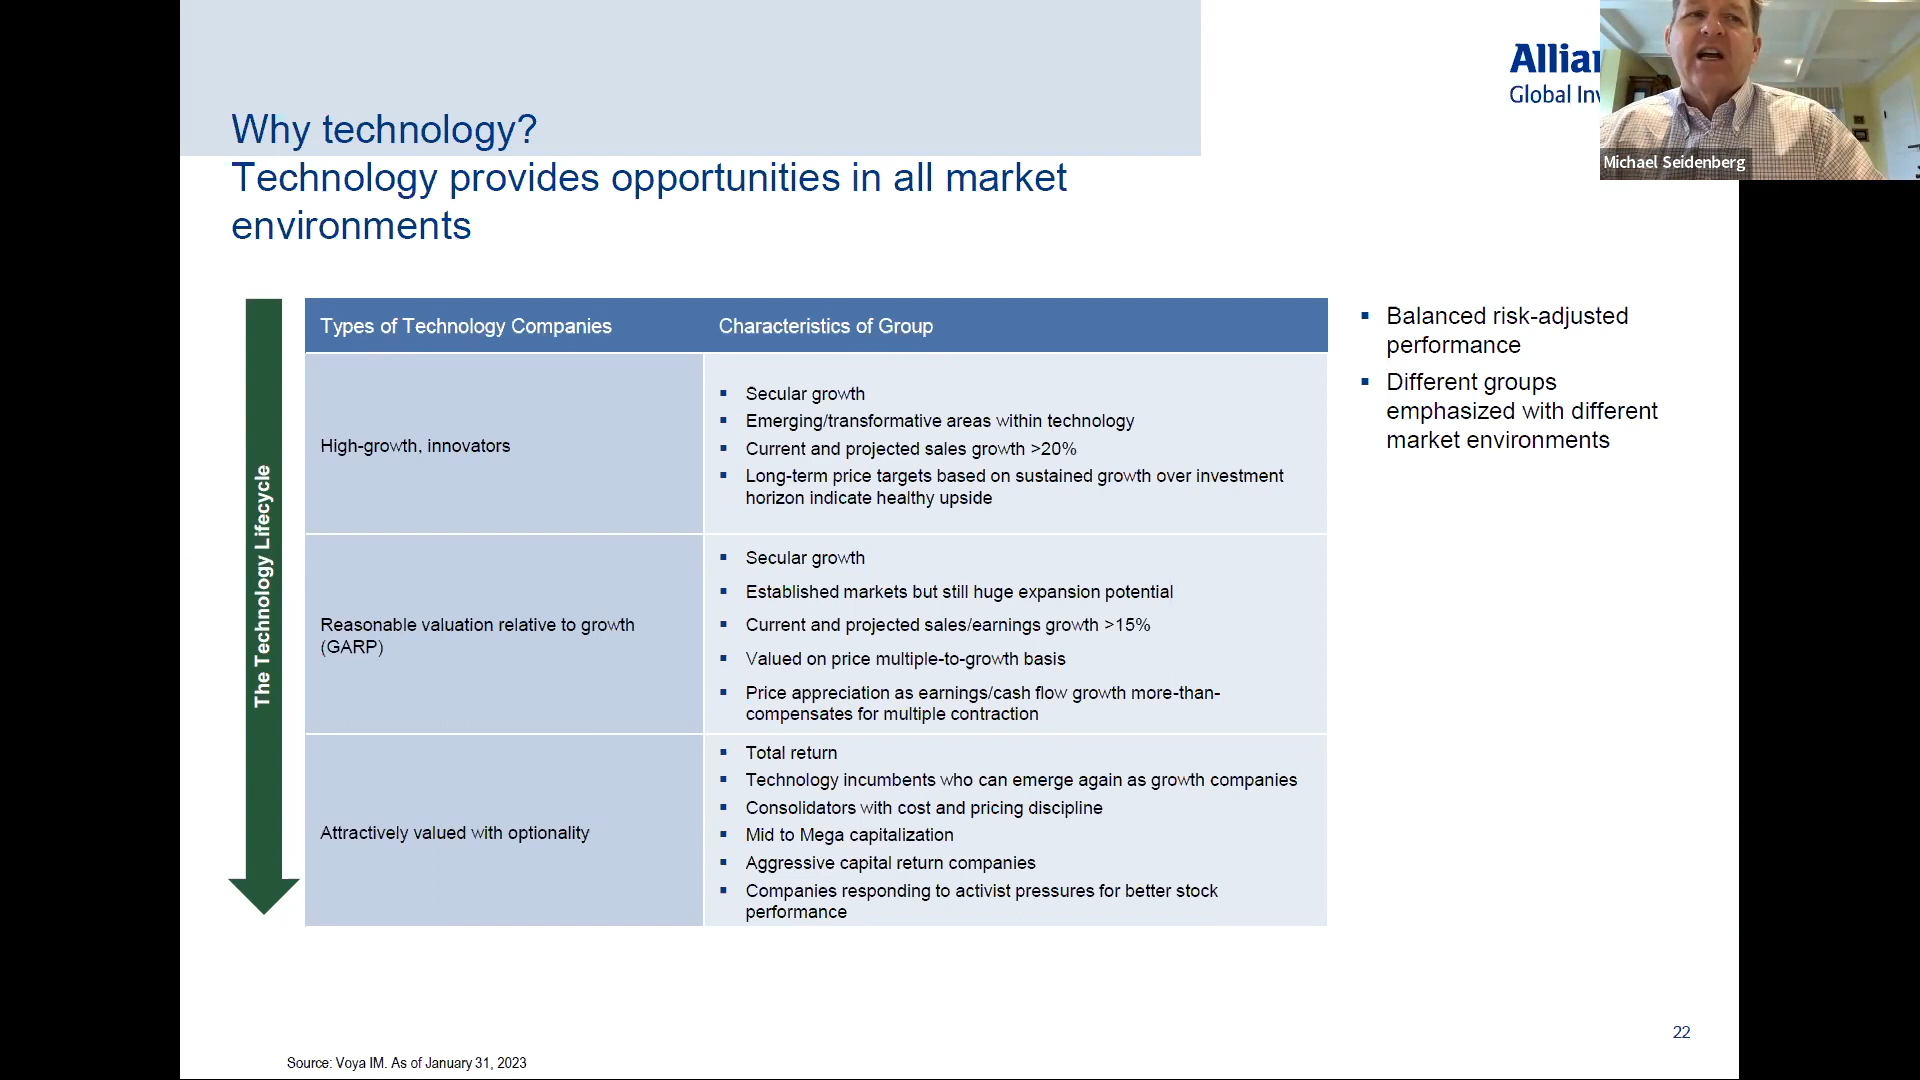 Why technology?
Technology provides opportunities in all market
environments
Global
Michael Seidenberg
The Technology Lifecycle
Types of Technology Companies
Characteristics of Group
High-growth, innovators
Secular growth
Emerging/transformative areas within technology
Current and projected sales growth >20%
Long-term price targets based on sustained growth over investment
horizon indicate healthy upside
Reasonable valuation relative to growth
(GARP)
Secular growth
Established markets but still huge expansion potential
Current and projected sales/earnings growth >15%
Valued on price multiple-to-growth basis
Price appreciation as earnings/cash flow growth more-than-
compensates for multiple contraction
Attractively valued with optionality
Total return
Technology incumbents who can emerge again as growth companies
Consolidators with cost and pricing discipline
Mid to Mega capitalization
Aggressive capital return companies
Companies responding to activist pressures for better stock
performance
Balanced risk-adjusted
performance
Different groups
emphasized with different
market environments
22
Source: Voya IM. As of January 31, 2023